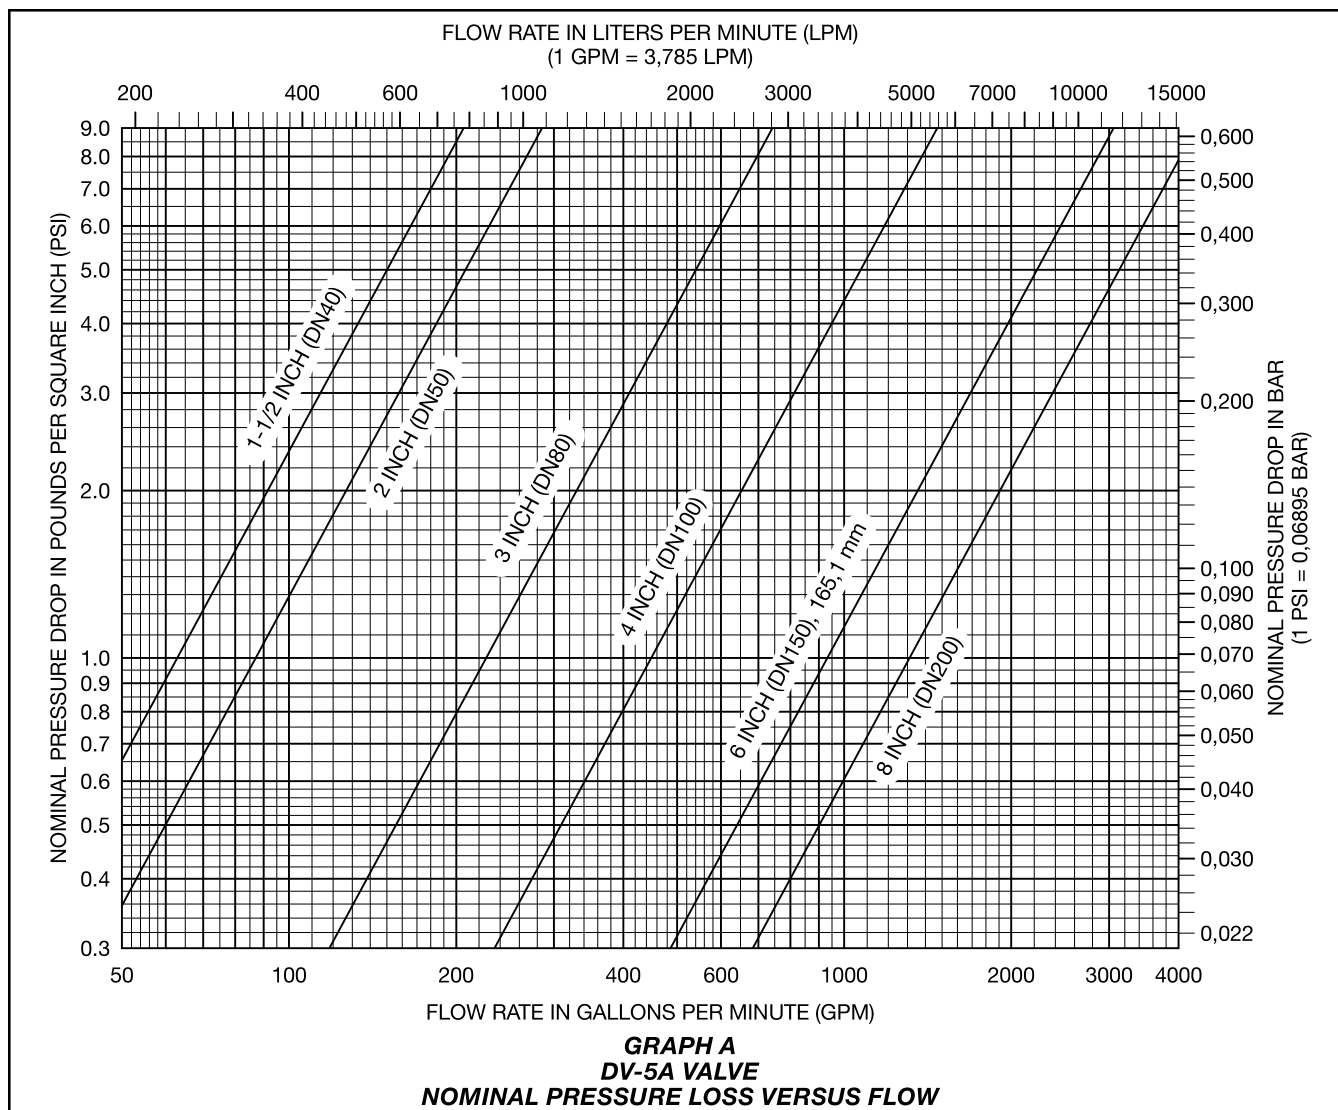 FLOW RATE IN LITERS PER MINUTE (LPM)
(1 GPM = 3,785 LPM)
200 400 600 1000 2000 3000 5000 7000 10000 15000
NOMINAL PRESSURE DROP IN POUNDS PER SQUARE INCH (PSI)
9.0
8.0
7.0
6.0
5.0
4.0
3.0
2.0
1.0
0.9
0.8
0.7
0.6
0.5
0.4
0.3
1-1/2 INCH (DN40)
2 INCH (DN50)
3 INCH (DN80)
4 INCH (DN100)
6 INCH (DN150), 165,1 mm
8 INCH (DN200)
0,600
0,500
0,400
0,300
0,200
0,100
0,090
0,080
0,070
0,060
0,050
0,040
0,030
0,022
NOMINAL PRESSURE DROP IN BAR
(1 PSI = 0,06895 BAR)
50 100 200 400 600 1000 2000 3000 4000
FLOW RATE IN GALLONS PER MINUTE (GPM)
GRAPH A
DV-5A VALVE
NOMINAL PRESSURE LOSS VERSUS FLOW